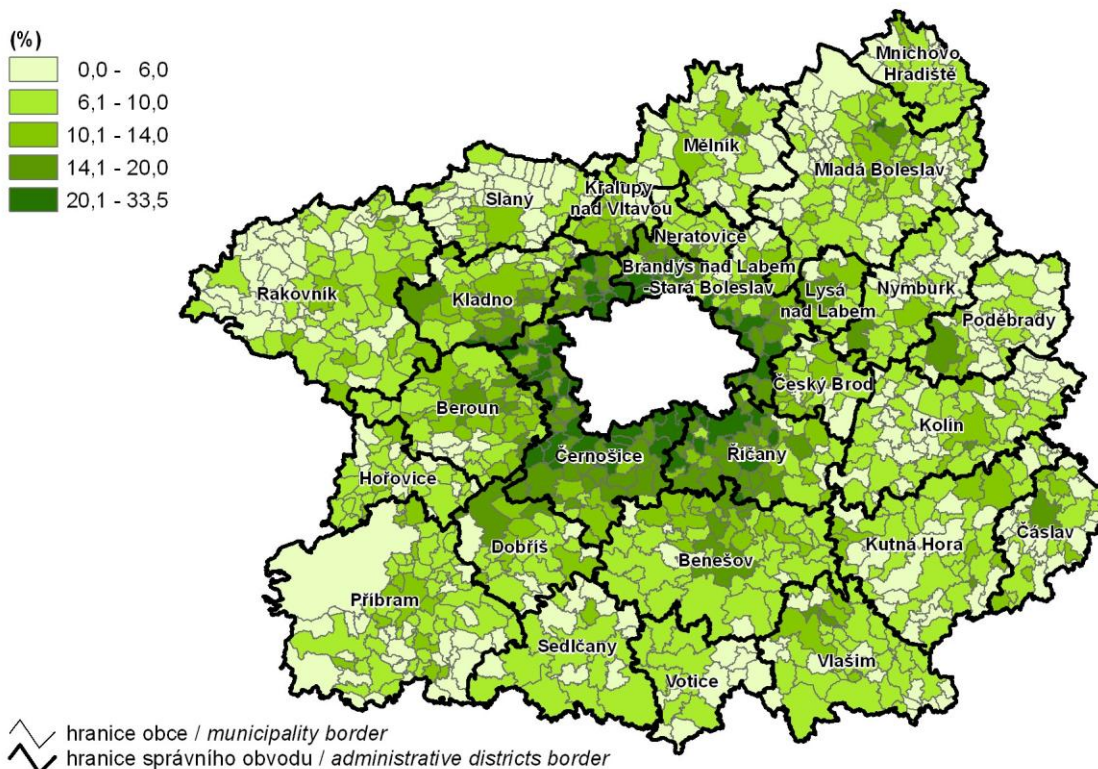 (%)
0,0 - 6,0
6,1 - 10,0
10,1 - 14,0
14,1 - 20,0
20,1 - 33,5
Mnichovo
Hradiště
Mělník
Mladá Boleslav
Slaný
Kralupy
nad Vltavou
Neratovice
Brandýs nad Labem
-Stará Boleslav
Lysá
nad Labem
Nymburk
Poděbrady
Rakovník
Kladno
Český Brod
Beroun
Kolín
Černošice
Říčany
Hořovice
Dobříš
Benešov
Kutná Hora
Čáslav
Příbram
Sedlčany
Votice
Vlašim
hranice obce / municipality border
hranice správního obvodu / administrative districts border